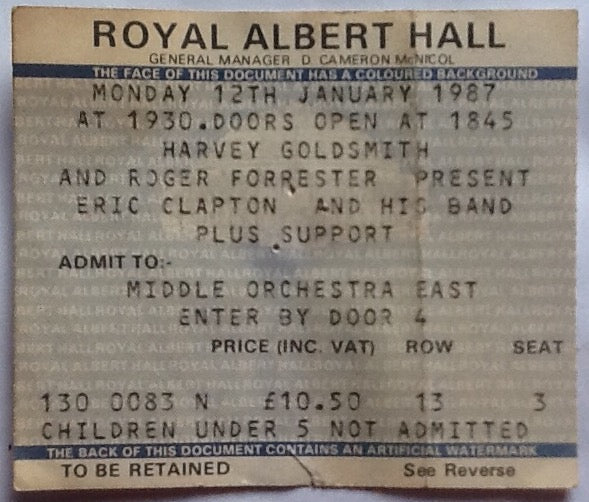 ROYAL ALBERT HALL
GENERAL MANAGER D. CAMERON McNICOL
THE FACE OF THIS DOCUMENT HAS A COLOURED BACKGROUND
MONDAY 12TH JANUARY 1987
AT 1930.DOORS OPEN AT 1845
HARVEY GOLDSMITH
AND ROGER FORRESTER PRESENT
ERIC CLAPTON AND HIS BAND
PLUS SUPPORT
ADMIT TO:-
MIDDLE ORCHESTRA EAST
ENTER BY DOOR 4
PRICE (INC. VAT) ROW SEAT
130 0083 N £10.50 13 3
CHILDREN UNDER 5 NOT ADMITTED
THE BACK OF THIS DOCUMENT CONTAINS AN ARTIFICIAL WATERMARK
TO BE RETAINED See Reverse